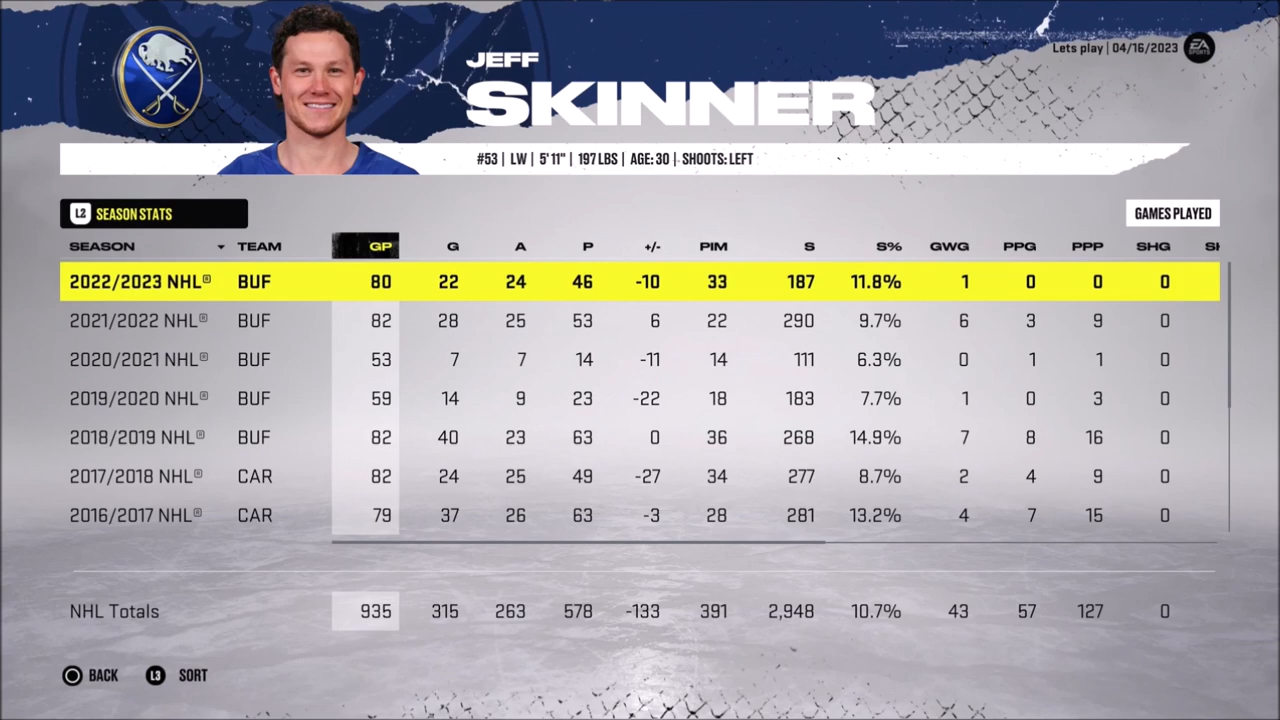 Lets play | 04/16/2023 EA SPORTS
JEFF
SKINNER
#53 | LW | 5'11" | 197 LBS | AGE: 30 | SHOOTS: LEFT
L2 SEASON STATS GAMES PLAYED
SEASON TEAM GP G A P +/- PIM S S% GWG PPG PPP SHG
2022/2023 NHL® BUF 80 22 24 46 -10 33 187 11.8% 1 0 0 0
2021/2022 NHL® BUF 82 28 25 53 6 22 290 9.7% 6 3 9 0
2020/2021 NHL® BUF 53 7 7 14 -11 14 111 6.3% 0 1 1 0
2019/2020 NHL® BUF 59 14 9 23 -22 18 183 7.7% 1 0 3 0
2018/2019 NHL® BUF 82 40 23 63 0 36 268 14.9% 7 8 16 0
2017/2018 NHL® CAR 82 24 25 49 -27 34 277 8.7% 2 4 9 0
2016/2017 NHL® CAR 79 37 26 63 -3 28 281 13.2% 4 7 15 0
NHL Totals 935 315 263 578 -133 391 2,948 10.7% 43 57 127 0
BACK L3 SORT